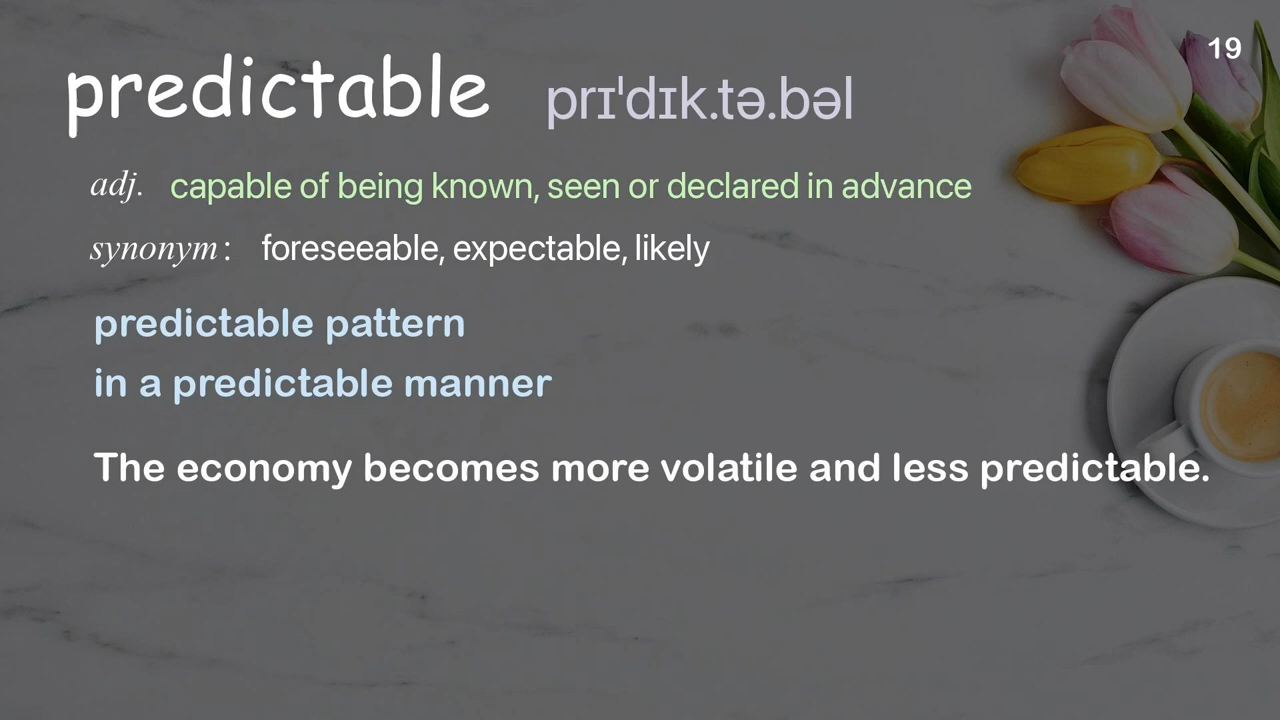 19
predictable prɪˈdɪk.tə.bəl
adj. capable of being known, seen or declared in advance
synonym: foreseeable, expectable, likely
predictable pattern
in a predictable manner
The economy becomes more volatile and less predictable.